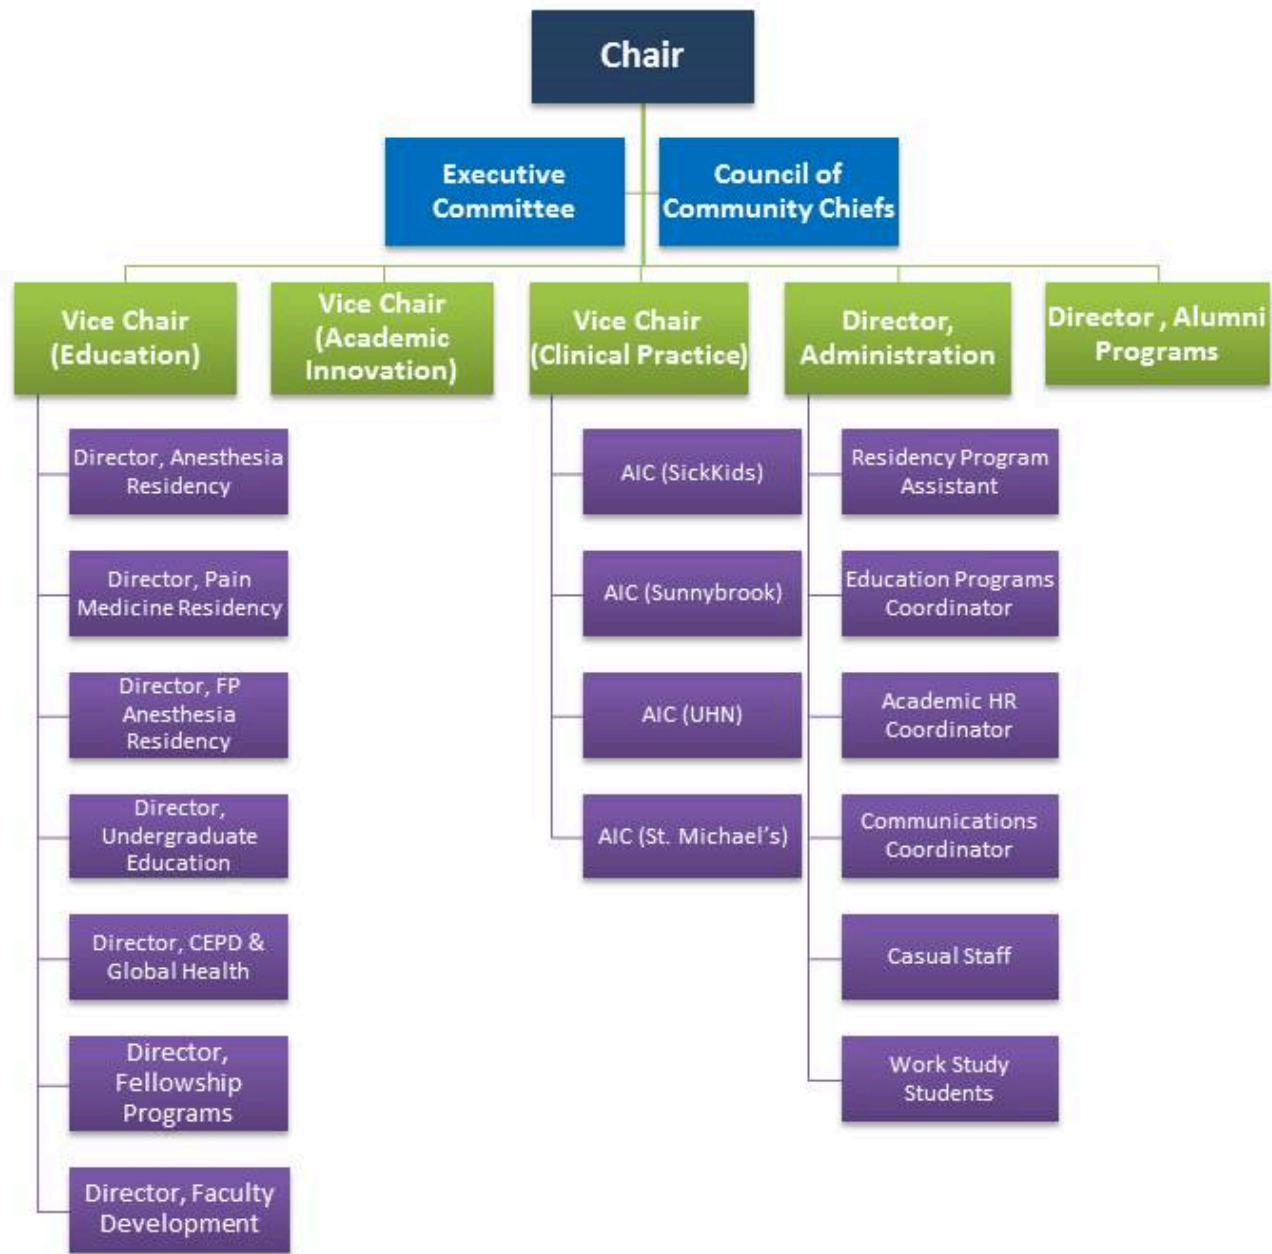 Chair
Executive
Committee
Council of
Community Chiefs
Vice Chair
(Education)
Vice Chair
(Academic
Innovation)
Vice Chair
(Clinical Practice)
Director,
Administration
Director , Alumni
Programs
Director, Anesthesia
Residency
Director, Pain
Medicine Residency
Director, FP
Anesthesia
Residency
Director,
Undergraduate
Education
Director, CEPD &
Global Health
Director,
Fellowship
Programs
Director, Faculty
Development
AIC (SickKids)
AIC (Sunnybrook)
AIC (UHN)
AIC (St. Michael’s)
Residency Program
Assistant
Education Programs
Coordinator
Academic HR
Coordinator
Communications
Coordinator
Casual Staff
Work Study
Students